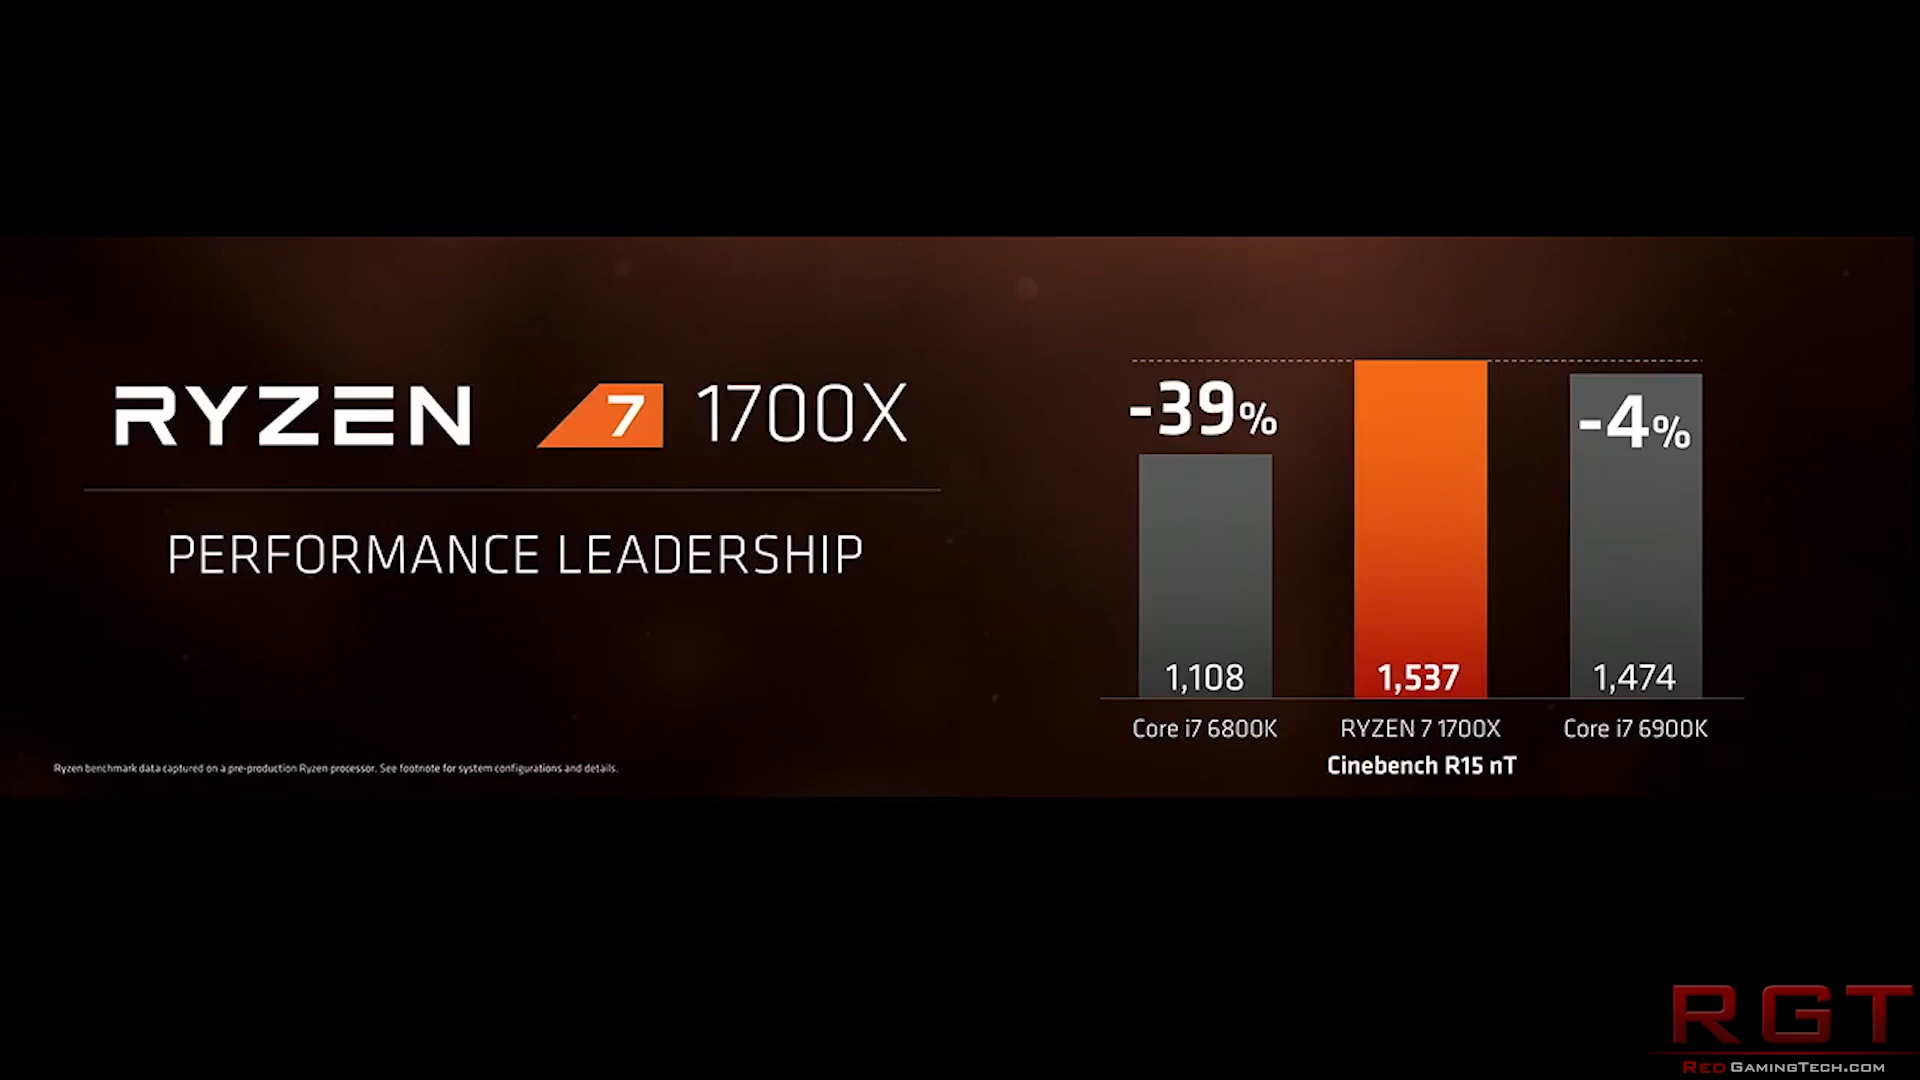 RYZEN 7 1700X
PERFORMANCE LEADERSHIP
Ryzen benchmark data captured on a pre-production Ryzen processor. See footnote for system configurations and details.
-39%
-4%
1,108
1,537
1,474
Core i7 6800K
RYZEN 7 1700X
Core i7 6900K
Cinebench R15 nT
RGT
REDGAMINGTECH.COM